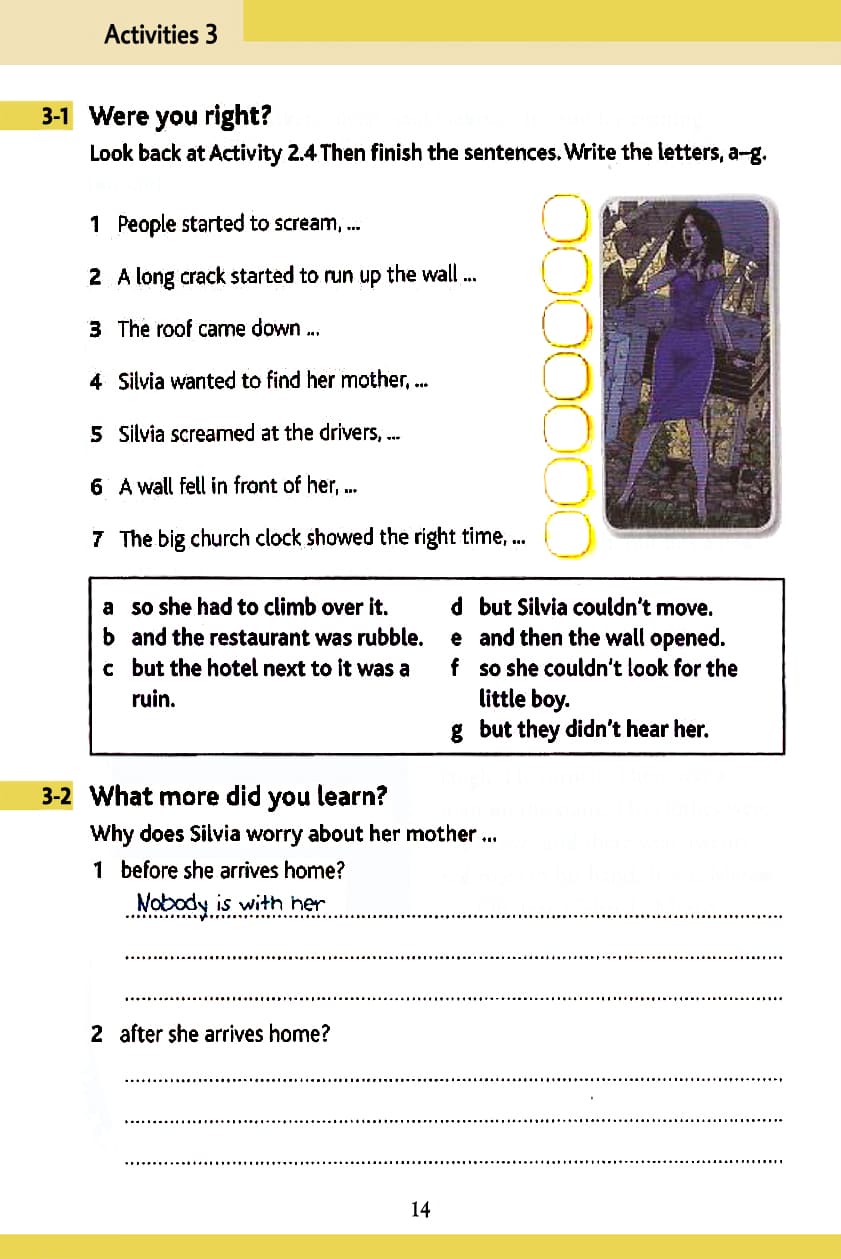 Activities 3
3-1 Were you right?
Look back at Activity 2.4 Then finish the sentences. Write the letters, a–g.
1 People started to scream, ...
2 A long crack started to run up the wall ...
3 The roof came down ...
4 Silvia wanted to find her mother, ...
5 Silvia screamed at the drivers, ...
6 A wall fell in front of her, ...
7 The big church clock showed the right time, ...
a so she had to climb over it.
b and the restaurant was rubble.
c but the hotel next to it was a
ruin.
d but Silvia couldn't move.
e and then the wall opened.
f so she couldn't look for the
little boy.
g but they didn't hear her.
3-2 What more did you learn?
Why does Silvia worry about her mother ...
1 before she arrives home?
Nobody is with her
2 after she arrives home?
14